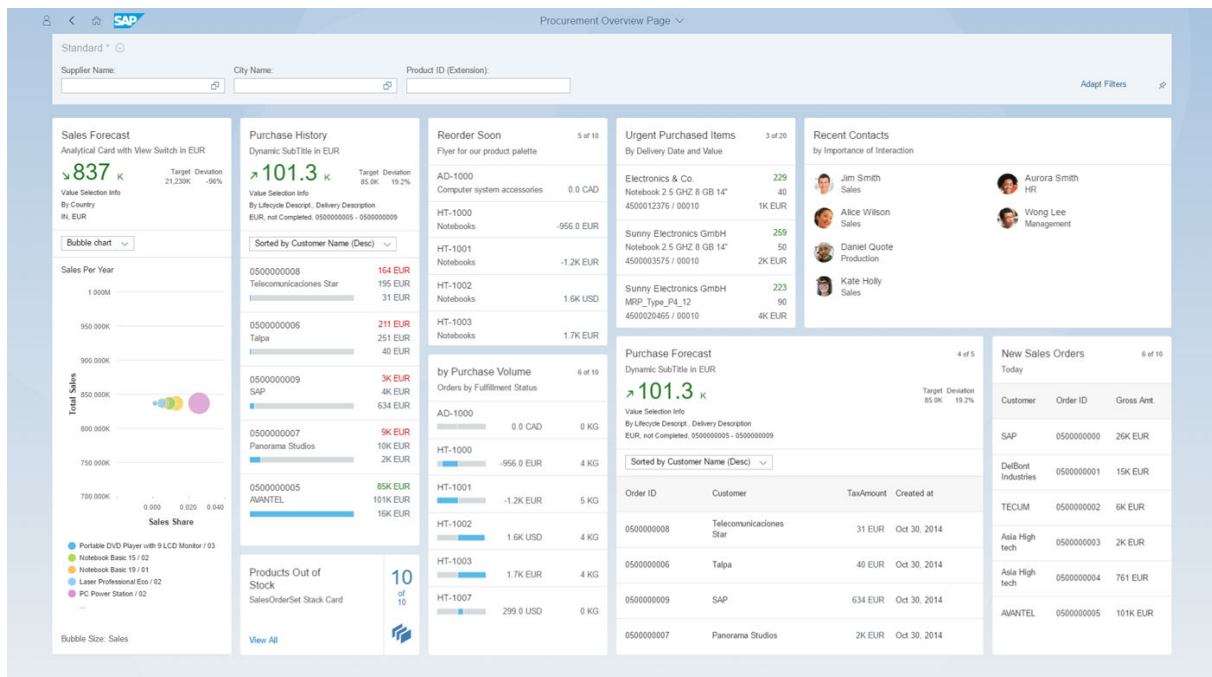 SAP
Procurement Overview Page
Standard *
Supplier Name:
City Name:
Product ID (Extension):
Adapt Filters
Sales Forecast
Analytical Card with View Switch in EUR
837 K
Target Deviation
21,230K -96%
Value Selection Info
By Country
IN, EUR
Bubble chart
Sales Per Year
1.000M
950.000K
900.000K
850.000K
800.000K
750.000K
700.000K
Total Sales
0.000 0.020 0.040
Sales Share
Portable DVD Player with 9 LCD Monitor / 03
Notebook Basic 15 / 02
Notebook Basic 19 / 01
Laser Professional Eco / 02
PC Power Station / 02
...
Bubble Size: Sales
Purchase History
Dynamic SubTitle in EUR
101.3 K
Target Deviation
85.0K 19.2%
Value Selection Info
By Lifecycle Descript., Delivery Description
EUR, not Completed, 0500000005 - 0500000009
Sorted by Customer Name (Desc)
0500000008 164 EUR
Telecomunicaciones Star 195 EUR
31 EUR
0500000006 211 EUR
Talpa 251 EUR
40 EUR
0500000009 3K EUR
SAP 4K EUR
634 EUR
0500000007 9K EUR
Panorama Studios 10K EUR
2K EUR
0500000005 85K EUR
AVANTEL 101K EUR
16K EUR
Products Out of
Stock
SalesOrderSet Stack Card
View All
10
of
10
Reorder Soon 5 of 10
Flyer for our product palette
AD-1000
Computer system accessories 0.0 CAD
HT-1000
Notebooks -956.0 EUR
HT-1001
Notebooks -1.2K EUR
HT-1002
Notebooks 1.6K USD
HT-1003
Notebooks 1.7K EUR
by Purchase Volume 6 of 10
Orders by Fulfillment Status
AD-1000
0.0 CAD 0 KG
HT-1000
-956.0 EUR 4 KG
HT-1001
-1.2K EUR 5 KG
HT-1002
1.6K USD 4 KG
HT-1003
1.7K EUR 4 KG
HT-1007
299.0 USD 0 KG
Urgent Purchased Items 3 of 20
By Delivery Date and Value
Electronics & Co. 229
Notebook 2.5 GHZ 8 GB 14" 40
4500012376 / 00010 1K EUR
Sunny Electronics GmbH 259
Notebook 2.5 GHZ 8 GB 14" 50
4500003575 / 00010 2K EUR
Sunny Electronics GmbH 223
MRP_Type_P4_12 90
4500020465 / 00010 4K EUR
Recent Contacts
by Importance of Interaction
Jim Smith
Sales
Alice Wilson
Sales
Daniel Quote
Production
Kate Holly
Sales
Aurora Smith
HR
Wong Lee
Management
Purchase Forecast 4 of 5
Dynamic SubTitle in EUR
101.3 K
Target Deviation
85.0K 19.2%
Value Selection Info
By Lifecycle Descript., Delivery Description
EUR, not Completed, 0500000005 - 0500000009
Sorted by Customer Name (Desc)
Order ID Customer TaxAmount Created at
0500000008 Telecomunicaciones Star 31 EUR Oct 30, 2014
0500000006 Talpa 40 EUR Oct 30, 2014
0500000009 SAP 634 EUR Oct 30, 2014
0500000007 Panorama Studios 2K EUR Oct 30, 2014
New Sales Orders 6 of 10
Today
Customer Order ID Gross Amt.
SAP 0500000000 26K EUR
DelBont Industries 0500000001 15K EUR
TECUM 0500000002 6K EUR
Asia High tech 0500000003 2K EUR
Asia High tech 0500000004 761 EUR
AVANTEL 0500000005 101K EUR